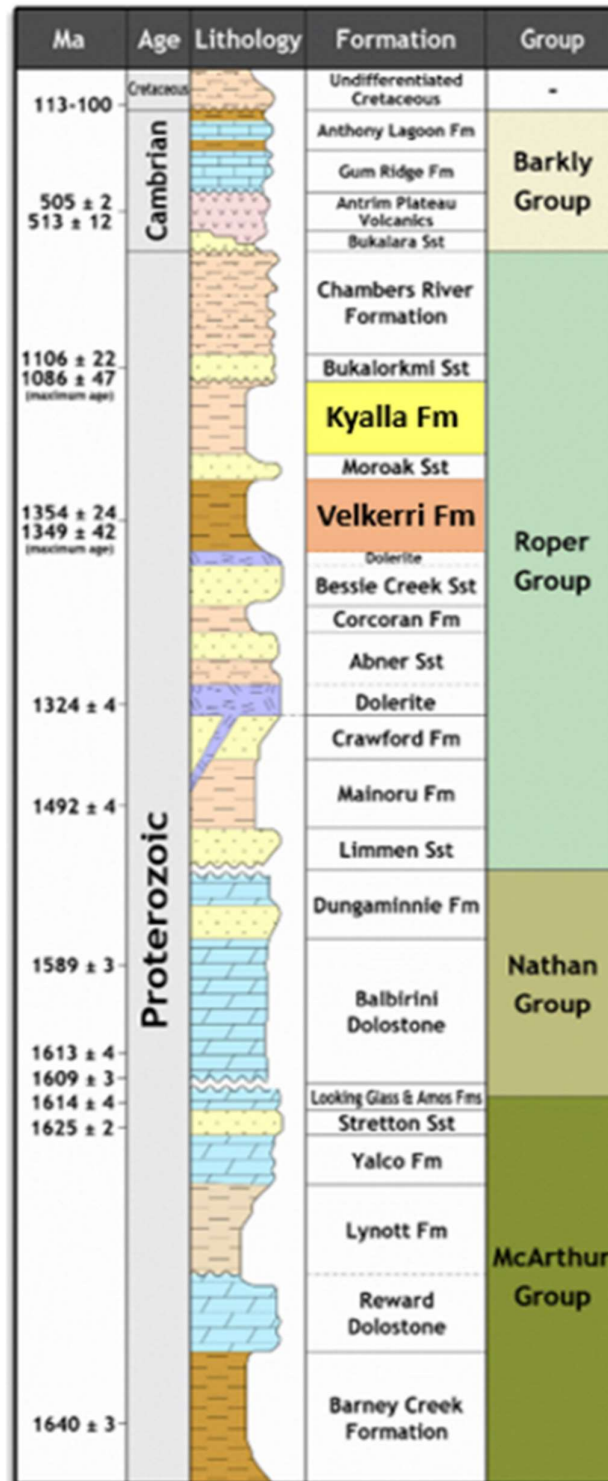 Ma Age Lithology Formation Group
113-100
505 ± 2
513 ± 12
1106 ± 22
1086 ± 47
(maximum age)
1354 ± 24
1349 ± 42
(maximum age)
1324 ± 4
1492 ± 4
1589 ± 3
1613 ± 4
1609 ± 3
1614 ± 4
1625 ± 2
1640 ± 3
Cretaceous
Cambrian
Proterozoic
Undifferentiated
Cretaceous
Anthony Lagoon Fm
Gum Ridge Fm
Antrim Plateau
Volcanics
Bukalara Sst
Chambers River
Formation
Bukalorkmi Sst
Kyalla Fm
Moroak Sst
Velkerri Fm
Dolerite
Bessie Creek Sst
Corcoran Fm
Abner Sst
Dolerite
Crawford Fm
Mainoru Fm
Limmen Sst
Dungaminnie Fm
Balbirini
Dolostone
Looking Glass & Amos Fms
Stretton Sst
Yalco Fm
Lynott Fm
Reward
Dolostone
Barney Creek
Formation
-
Barkly
Group
Roper
Group
Nathan
Group
McArthur
Group